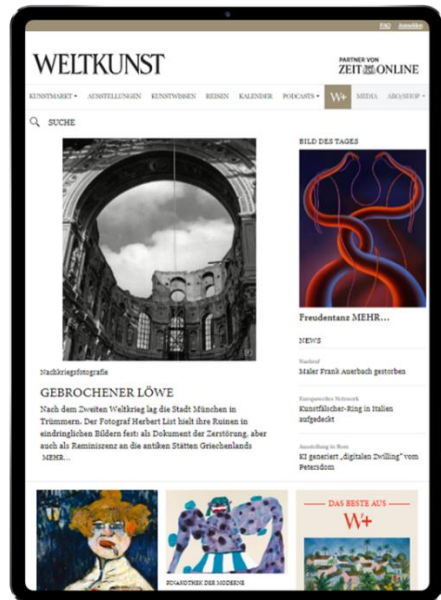 FAQ Anmelden
WELTKUNST
PARTNER VON
ZEIT ONLINE
KUNSTMARKT AUSSTELLUNGEN KUNSTWISSEN REISEN KALENDER PODCASTS W+ MEDIA ABO/SHOP
SUCHE
Nachkriegsfotografie
GEBROCHENER LÖWE
Nach dem Zweiten Weltkrieg lag die Stadt München in
Trümmern. Der Fotograf Herbert List hielt ihre Ruinen in
eindringlichen Bildern fest: als Dokument der Zerstörung, aber
auch als Reminiszenz an die antiken Stätten Griechenlands
MEHR...
BILD DES TAGES
Freudentanz MEHR...
NEWS
Nachruf
Maler Frank Auerbach gestorben
Europaweites Netzwerk
Kunstfälscher-Ring in Italien
aufgedeckt
Ausstellung in Rom
KI generiert „digitalen Zwilling" vom
Petersdom
PINAKOTHEK DER MODERNE
DAS BESTE AUS
W+